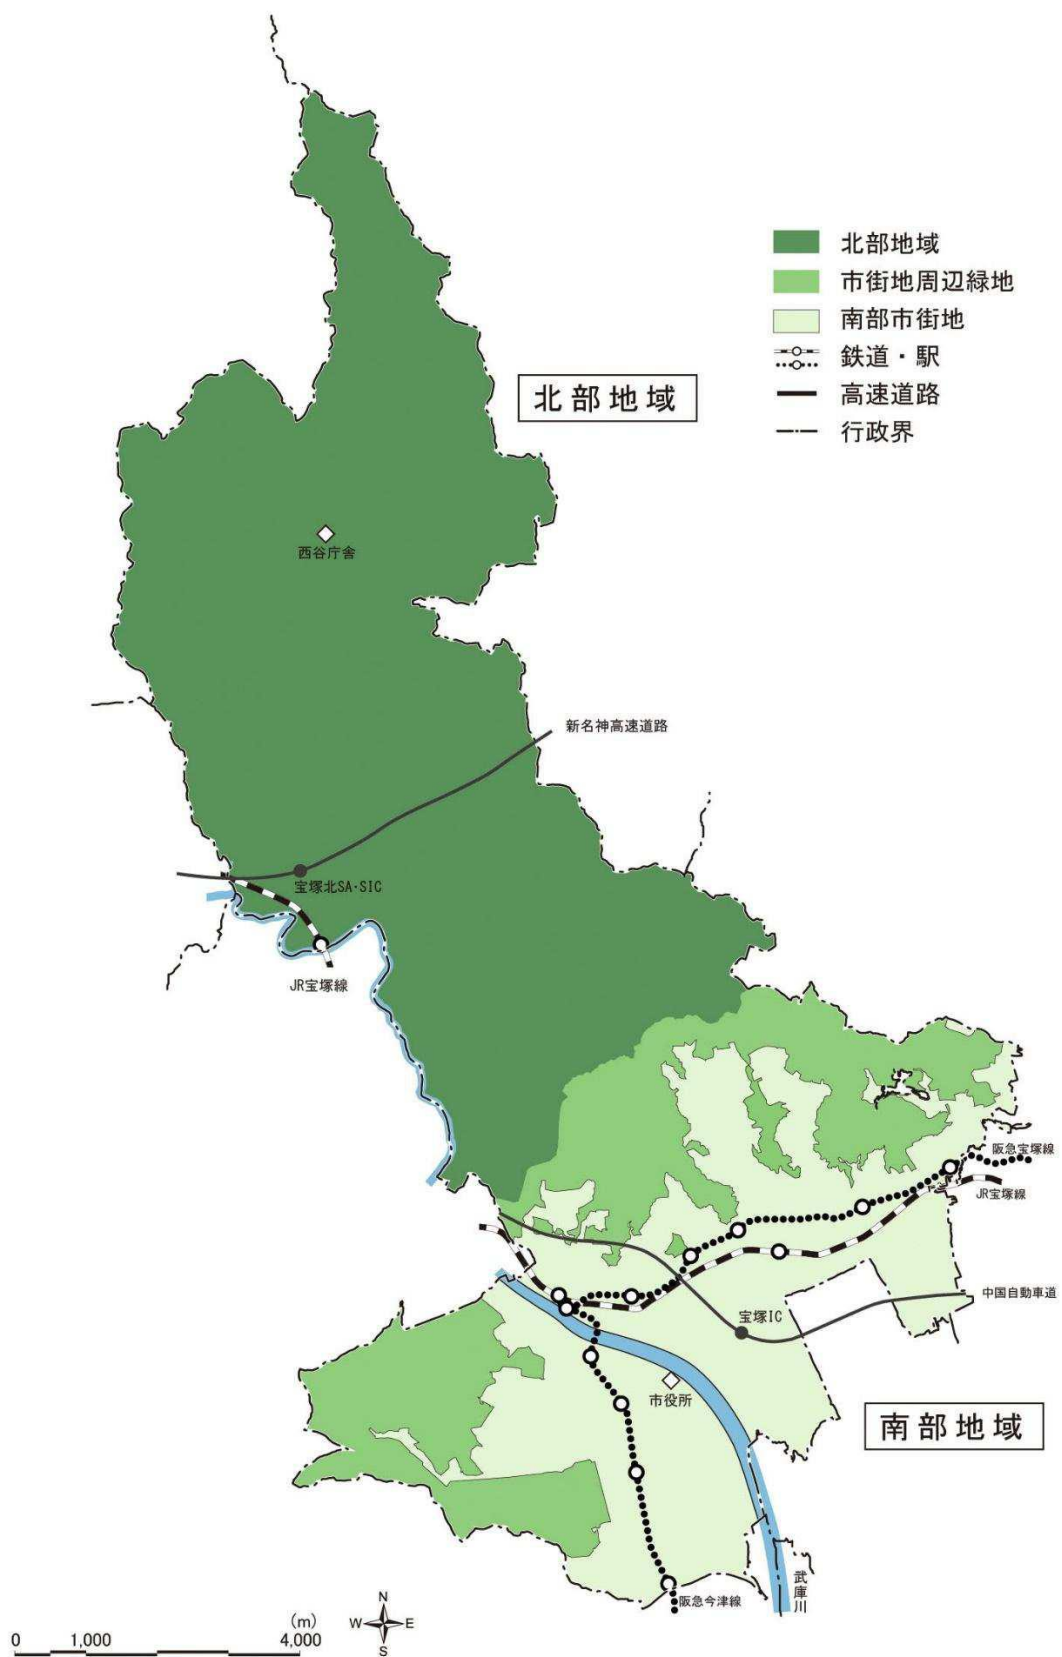 北部地域
市街地周辺緑地
南部市街地
鉄道・駅
高速道路
行政界
北部地域
西谷庁舎
新名神高速道路
宝塚北SA・SIC
JR宝塚線
阪急宝塚線
JR宝塚線
中国自動車道
宝塚IC
市役所
南部地域
武庫川
阪急今津線
N
W E
S
(m)
0 1,000 4,000